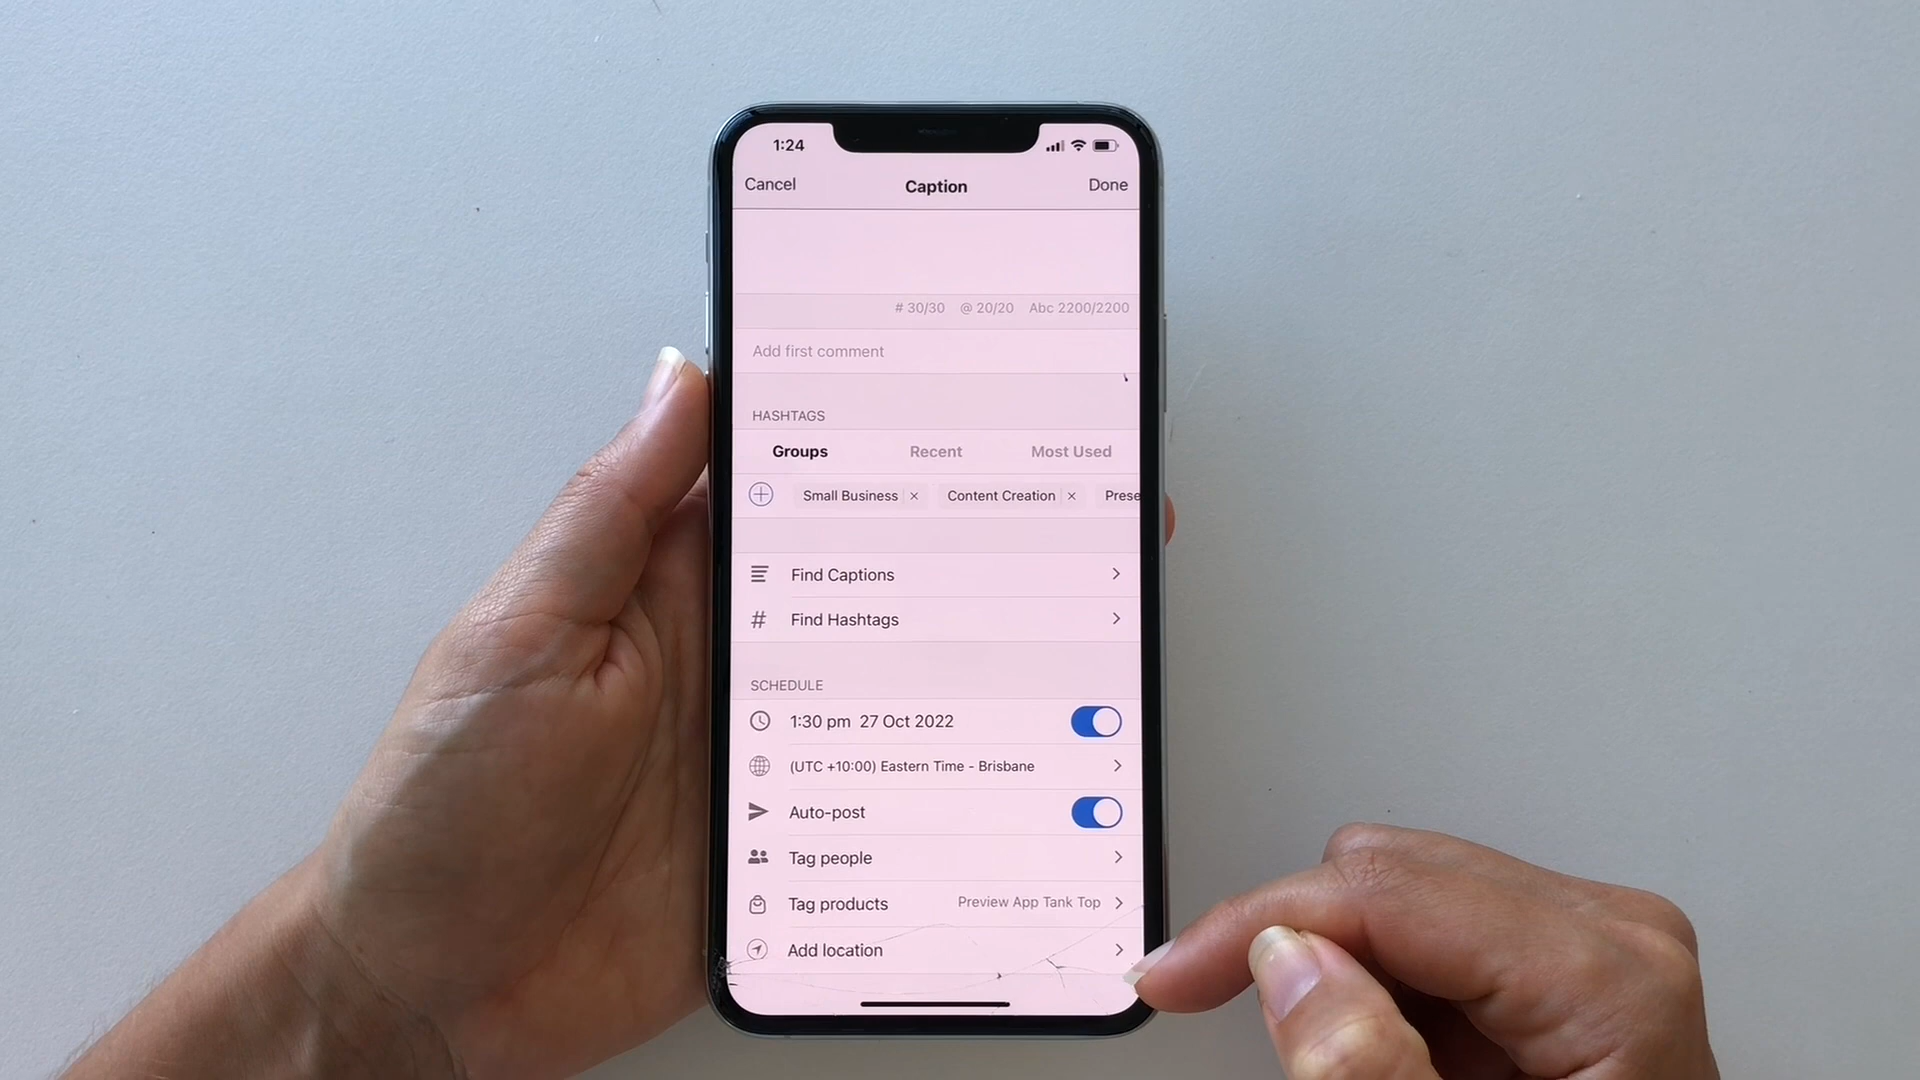 1:24
Cancel Caption Done
# 30/30 @ 20/20 Abc 2200/2200
Add first comment
HASHTAGS
Groups Recent Most Used
Small Business × Content Creation × Prese
Find Captions
# Find Hashtags
SCHEDULE
1:30 pm 27 Oct 2022
(UTC +10:00) Eastern Time - Brisbane
Auto-post
Tag people
Tag products Preview App Tank Top
Add location